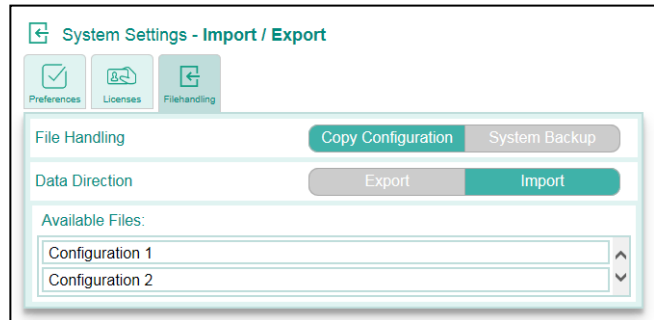 System Settings - Import / Export
Preferences Licenses Filehandling
File Handling Copy Configuration System Backup
Data Direction Export Import
Available Files:
Configuration 1
Configuration 2